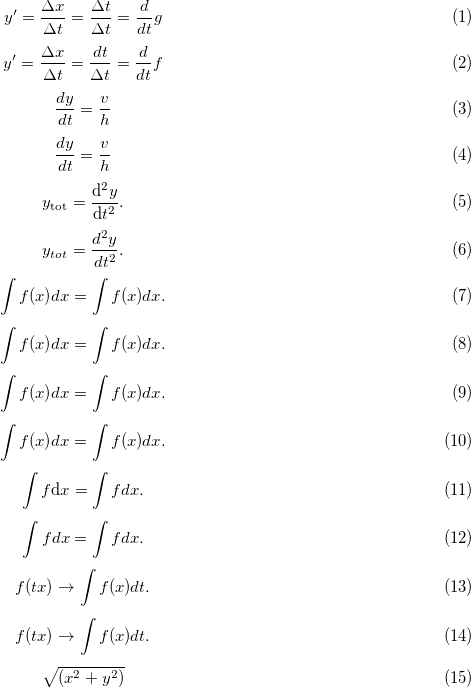 y′ = Δx/Δt = Δt/Δt = d/dt g (1)
y′ = Δx/Δt = dt/Δt = d/dt f (2)
dy/dt = v/h (3)
dy/dt = v/h (4)
y_tot = d²y/dt². (5)
y_tot = d²y/dt². (6)
∫ f(x)dx = ∫ f(x)dx. (7)
∫ f(x)dx = ∫ f(x)dx. (8)
∫ f(x)dx = ∫ f(x)dx. (9)
∫ f(x)dx = ∫ f(x)dx. (10)
∫ fdx = ∫ fdx. (11)
∫ fdx = ∫ fdx. (12)
f(tx) → ∫ f(x)dt. (13)
f(tx) → ∫ f(x)dt. (14)
√(x² + y²) (15)